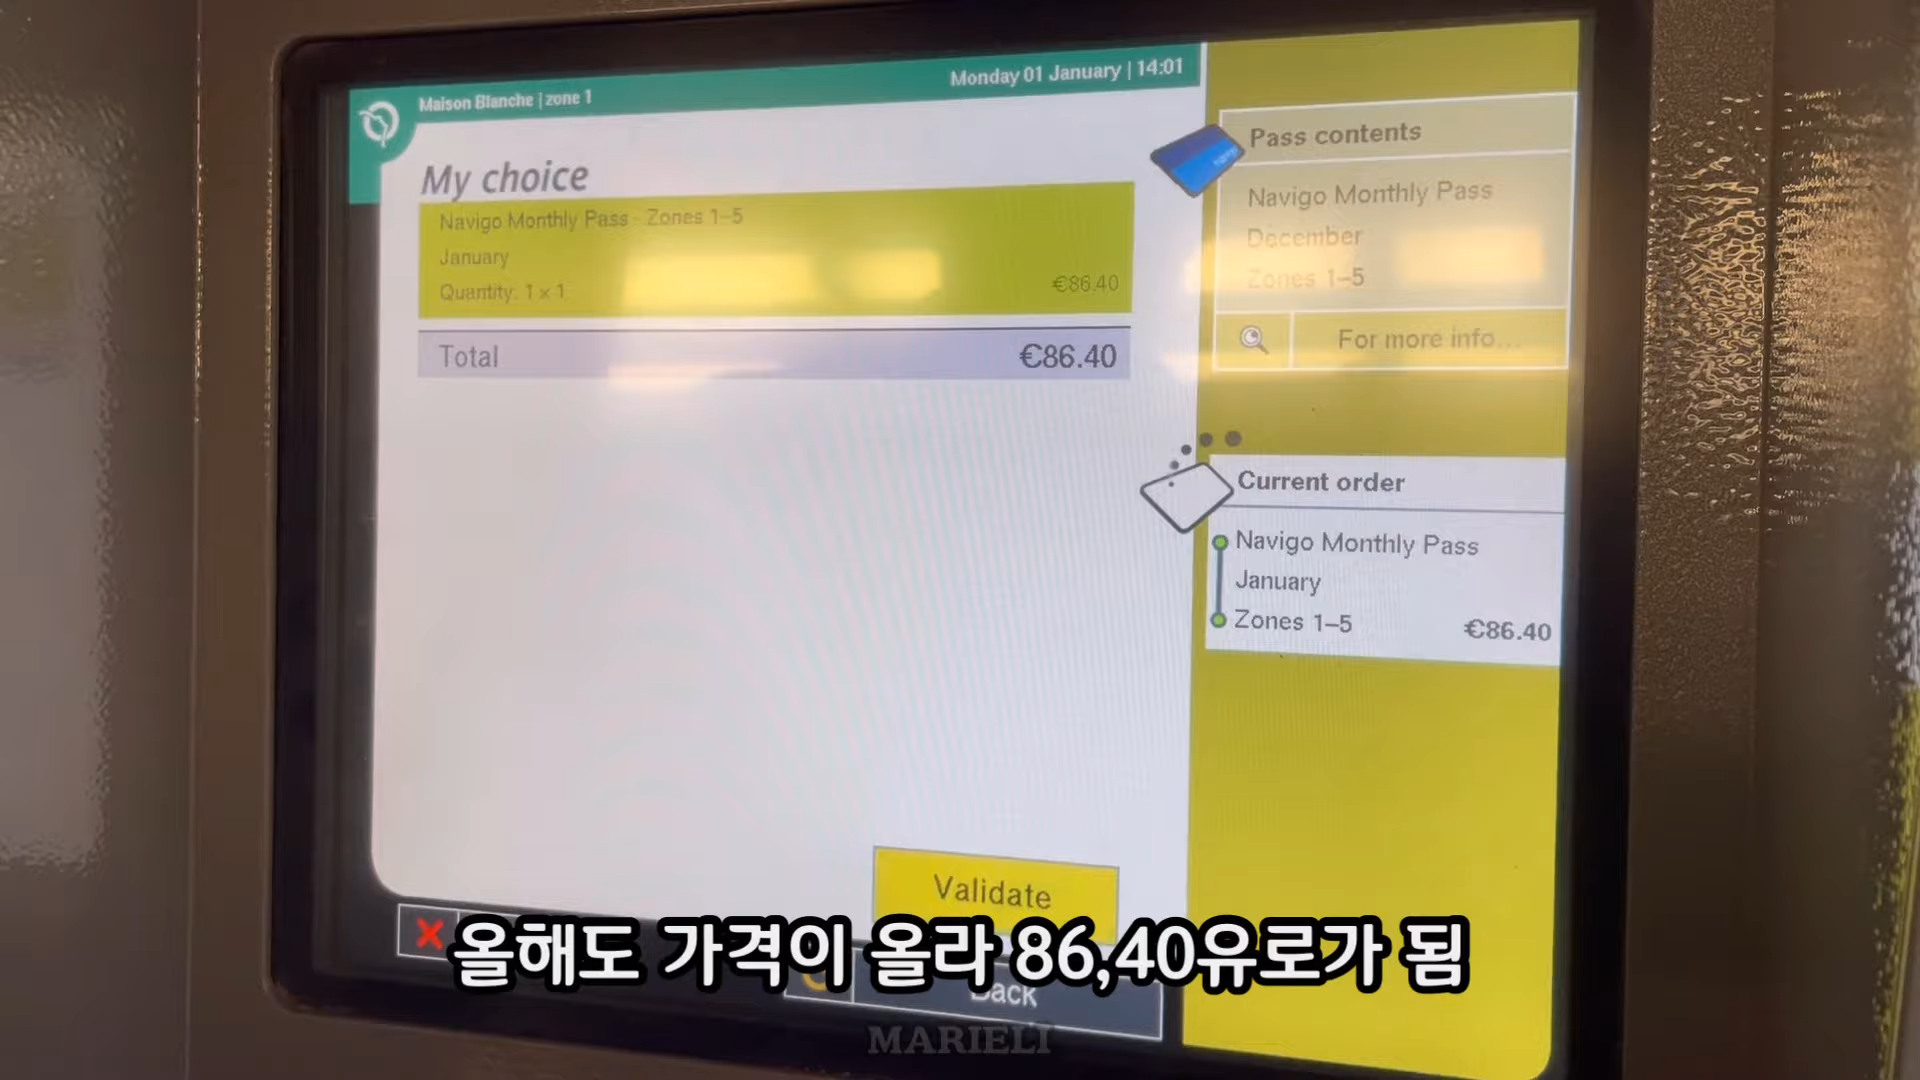 Maison Blanche | zone 1
Monday 01 January | 14:01
My choice
Navigo Monthly Pass - Zones 1–5
January
Quantity: 1 x 1
€86.40
Total
€86.40
Validate
Back
Pass contents
Navigo Monthly Pass
December
Zones 1–5
For more info...
Current order
Navigo Monthly Pass
January
Zones 1–5
€86.40
올해도 가격이 올라 86,40유로가 됨
MARIELI